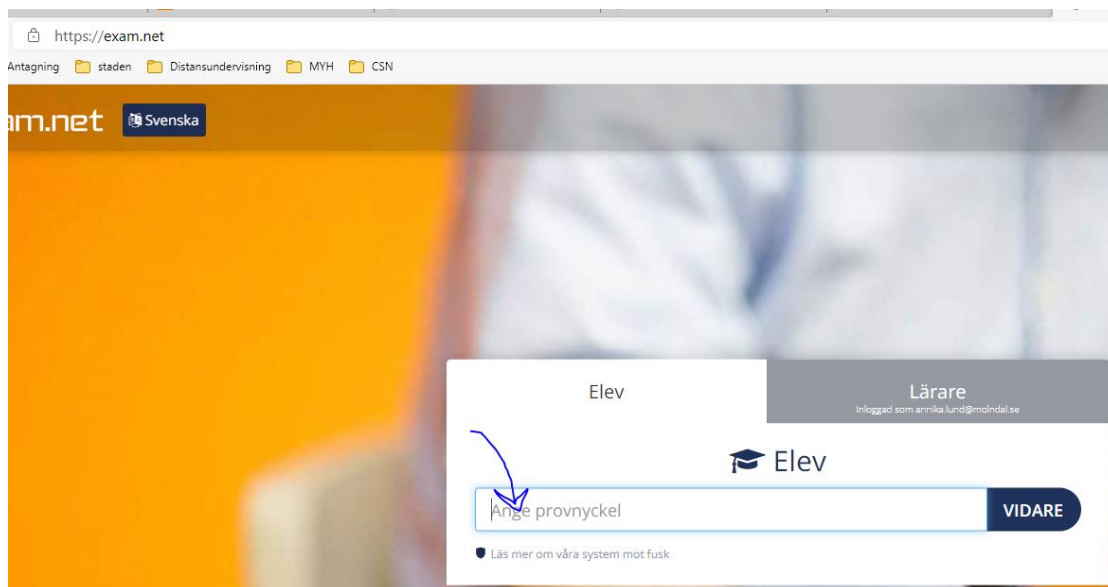 https://exam.net
Antagning staden Distansundervisning MYH CSN
am.net Svenska
Elev
Lärare
Inloggad som annika.lund@molndal.se
Elev
Ange provnyckel
VIDARE
Läs mer om våra system mot fusk